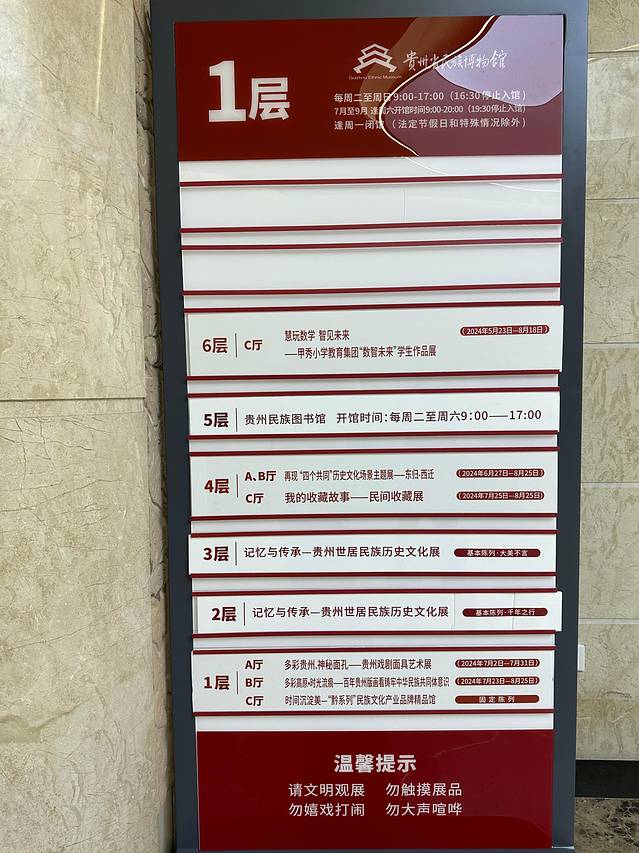 1层
贵州省民族博物馆
Guizhou Ethnic Museum
每周二至周日9:00-17:00（16:30停止入馆）
7月至9月 逢周六开馆时间9:00-20:00（19:30停止入馆）
逢周一闭馆（法定节假日和特殊情况除外）
6层 C厅 慧玩数学 智见未来 （2024年5月23日—8月18日）
——甲秀小学教育集团“数智未来”学生作品展
5层 贵州民族图书馆 开馆时间：每周二至周六9：00——17:00
4层 A、B厅 再现“四个共同”历史文化场景主题展——东归·西迁 （2024年6月27日—8月25日）
C厅 我的收藏故事——民间收藏展 （2024年7月25日—8月25日）
3层 记忆与传承—贵州世居民族历史文化展 基本陈列·大美不言
2层 记忆与传承—贵州世居民族历史文化展 基本陈列·千年之行
1层 A厅 多彩贵州.神秘面孔——贵州戏剧面具艺术展 （2024年7月2日—7月31日）
B厅 多彩高原•时光流痕——百年贵州版画看铸牢中华民族共同体意识 （2024年7月23日—8月25日）
C厅 时间沉淀美—“黔系列”民族文化产业品牌精品馆 固定陈列
温馨提示
请文明观展 勿触摸展品
勿嬉戏打闹 勿大声喧哗